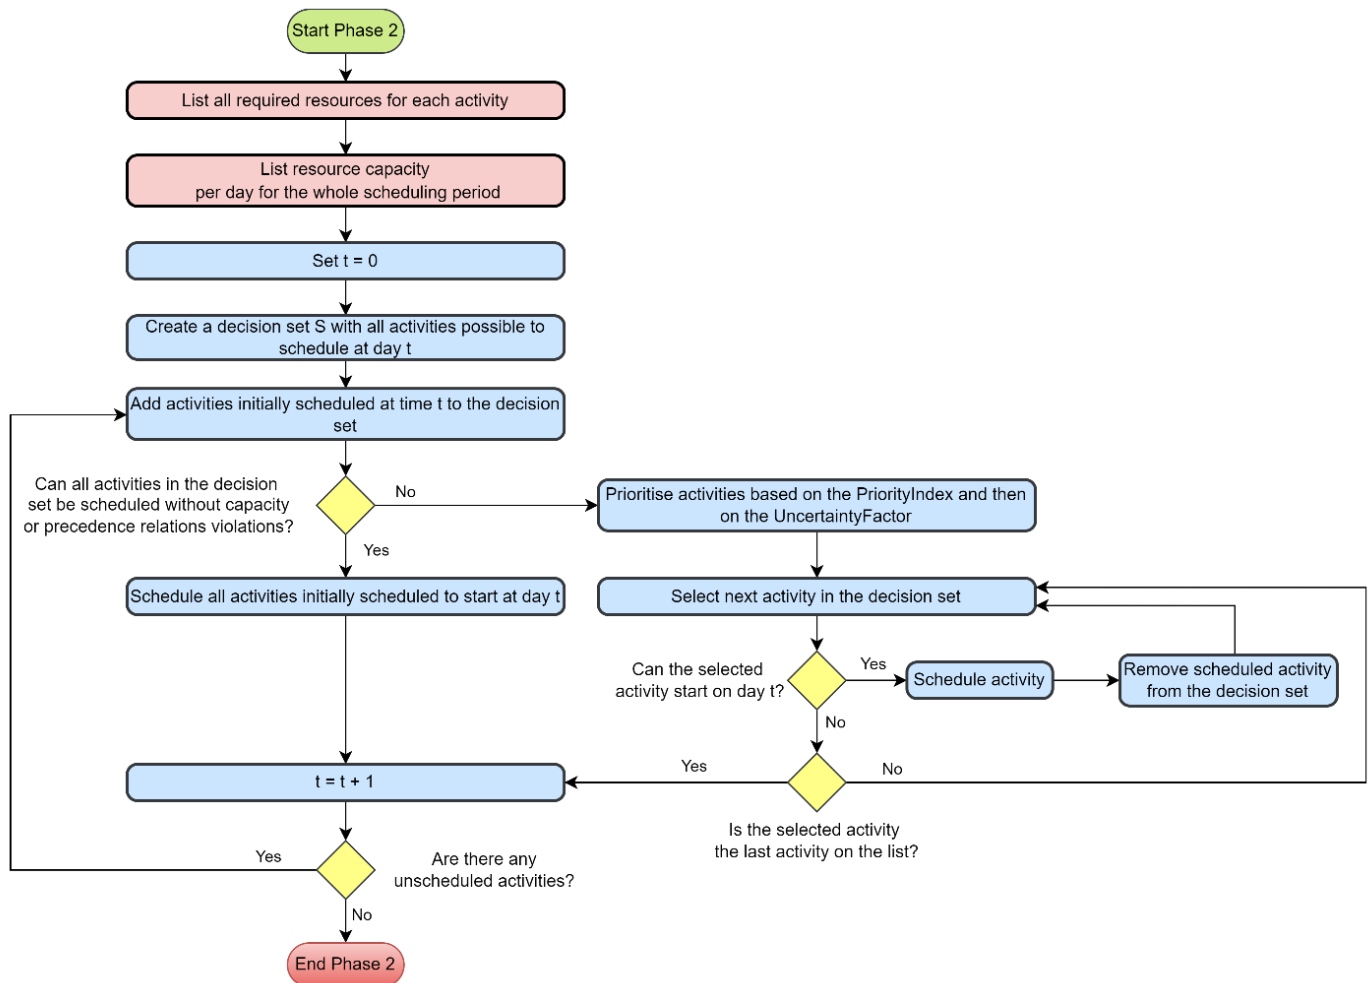 Start Phase 2
List all required resources for each activity
List resource capacity
per day for the whole scheduling period
Set t = 0
Create a decision set S with all activities possible to
schedule at day t
Add activities initially scheduled at time t to the decision
set
Can all activities in the decision
set be scheduled without capacity
or precedence relations violations?
No
Yes
Prioritise activities based on the PriorityIndex and then
on the UncertaintyFactor
Schedule all activities initially scheduled to start at day t
Select next activity in the decision set
Can the selected
activity start on day t?
Yes
Schedule activity
Remove scheduled activity
from the decision set
No
t = t + 1
Yes
No
Is the selected activity
the last activity on the list?
Yes
Are there any
unscheduled activities?
No
End Phase 2